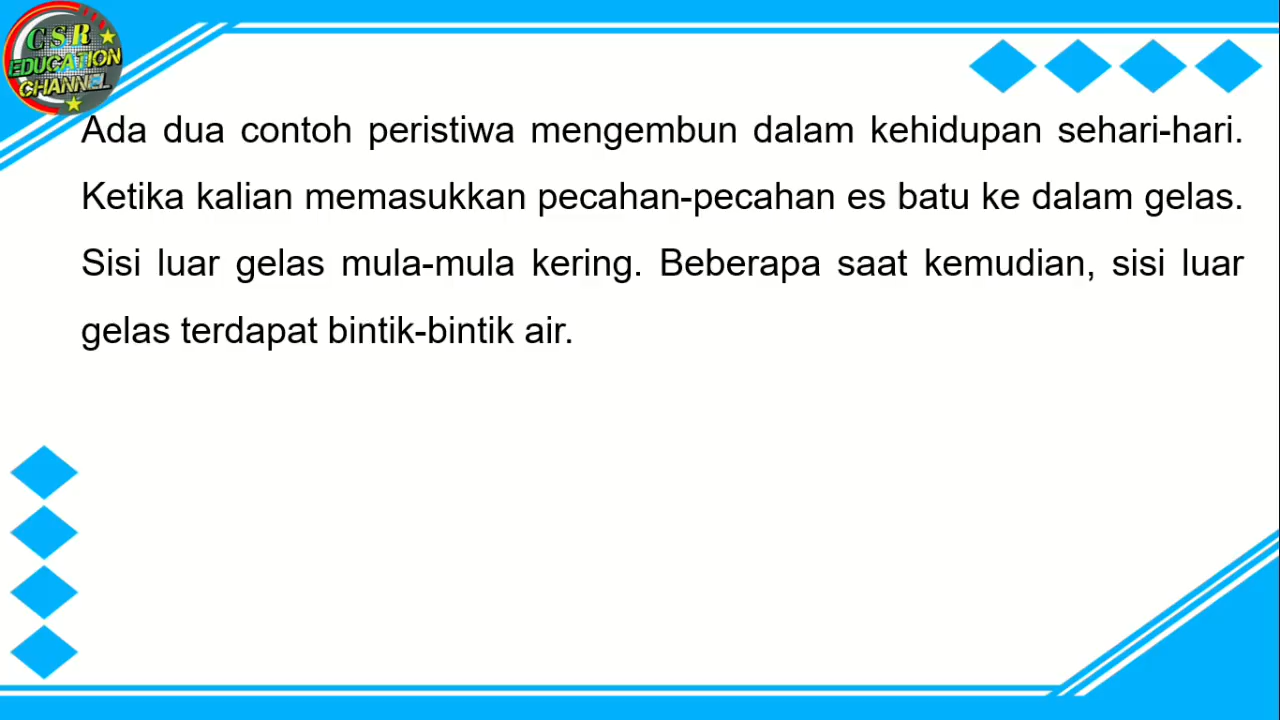 CSR
EDUCATION
CHANNEL
Ada dua contoh peristiwa mengembun dalam kehidupan sehari-hari.
Ketika kalian memasukkan pecahan-pecahan es batu ke dalam gelas.
Sisi luar gelas mula-mula kering. Beberapa saat kemudian, sisi luar
gelas terdapat bintik-bintik air.